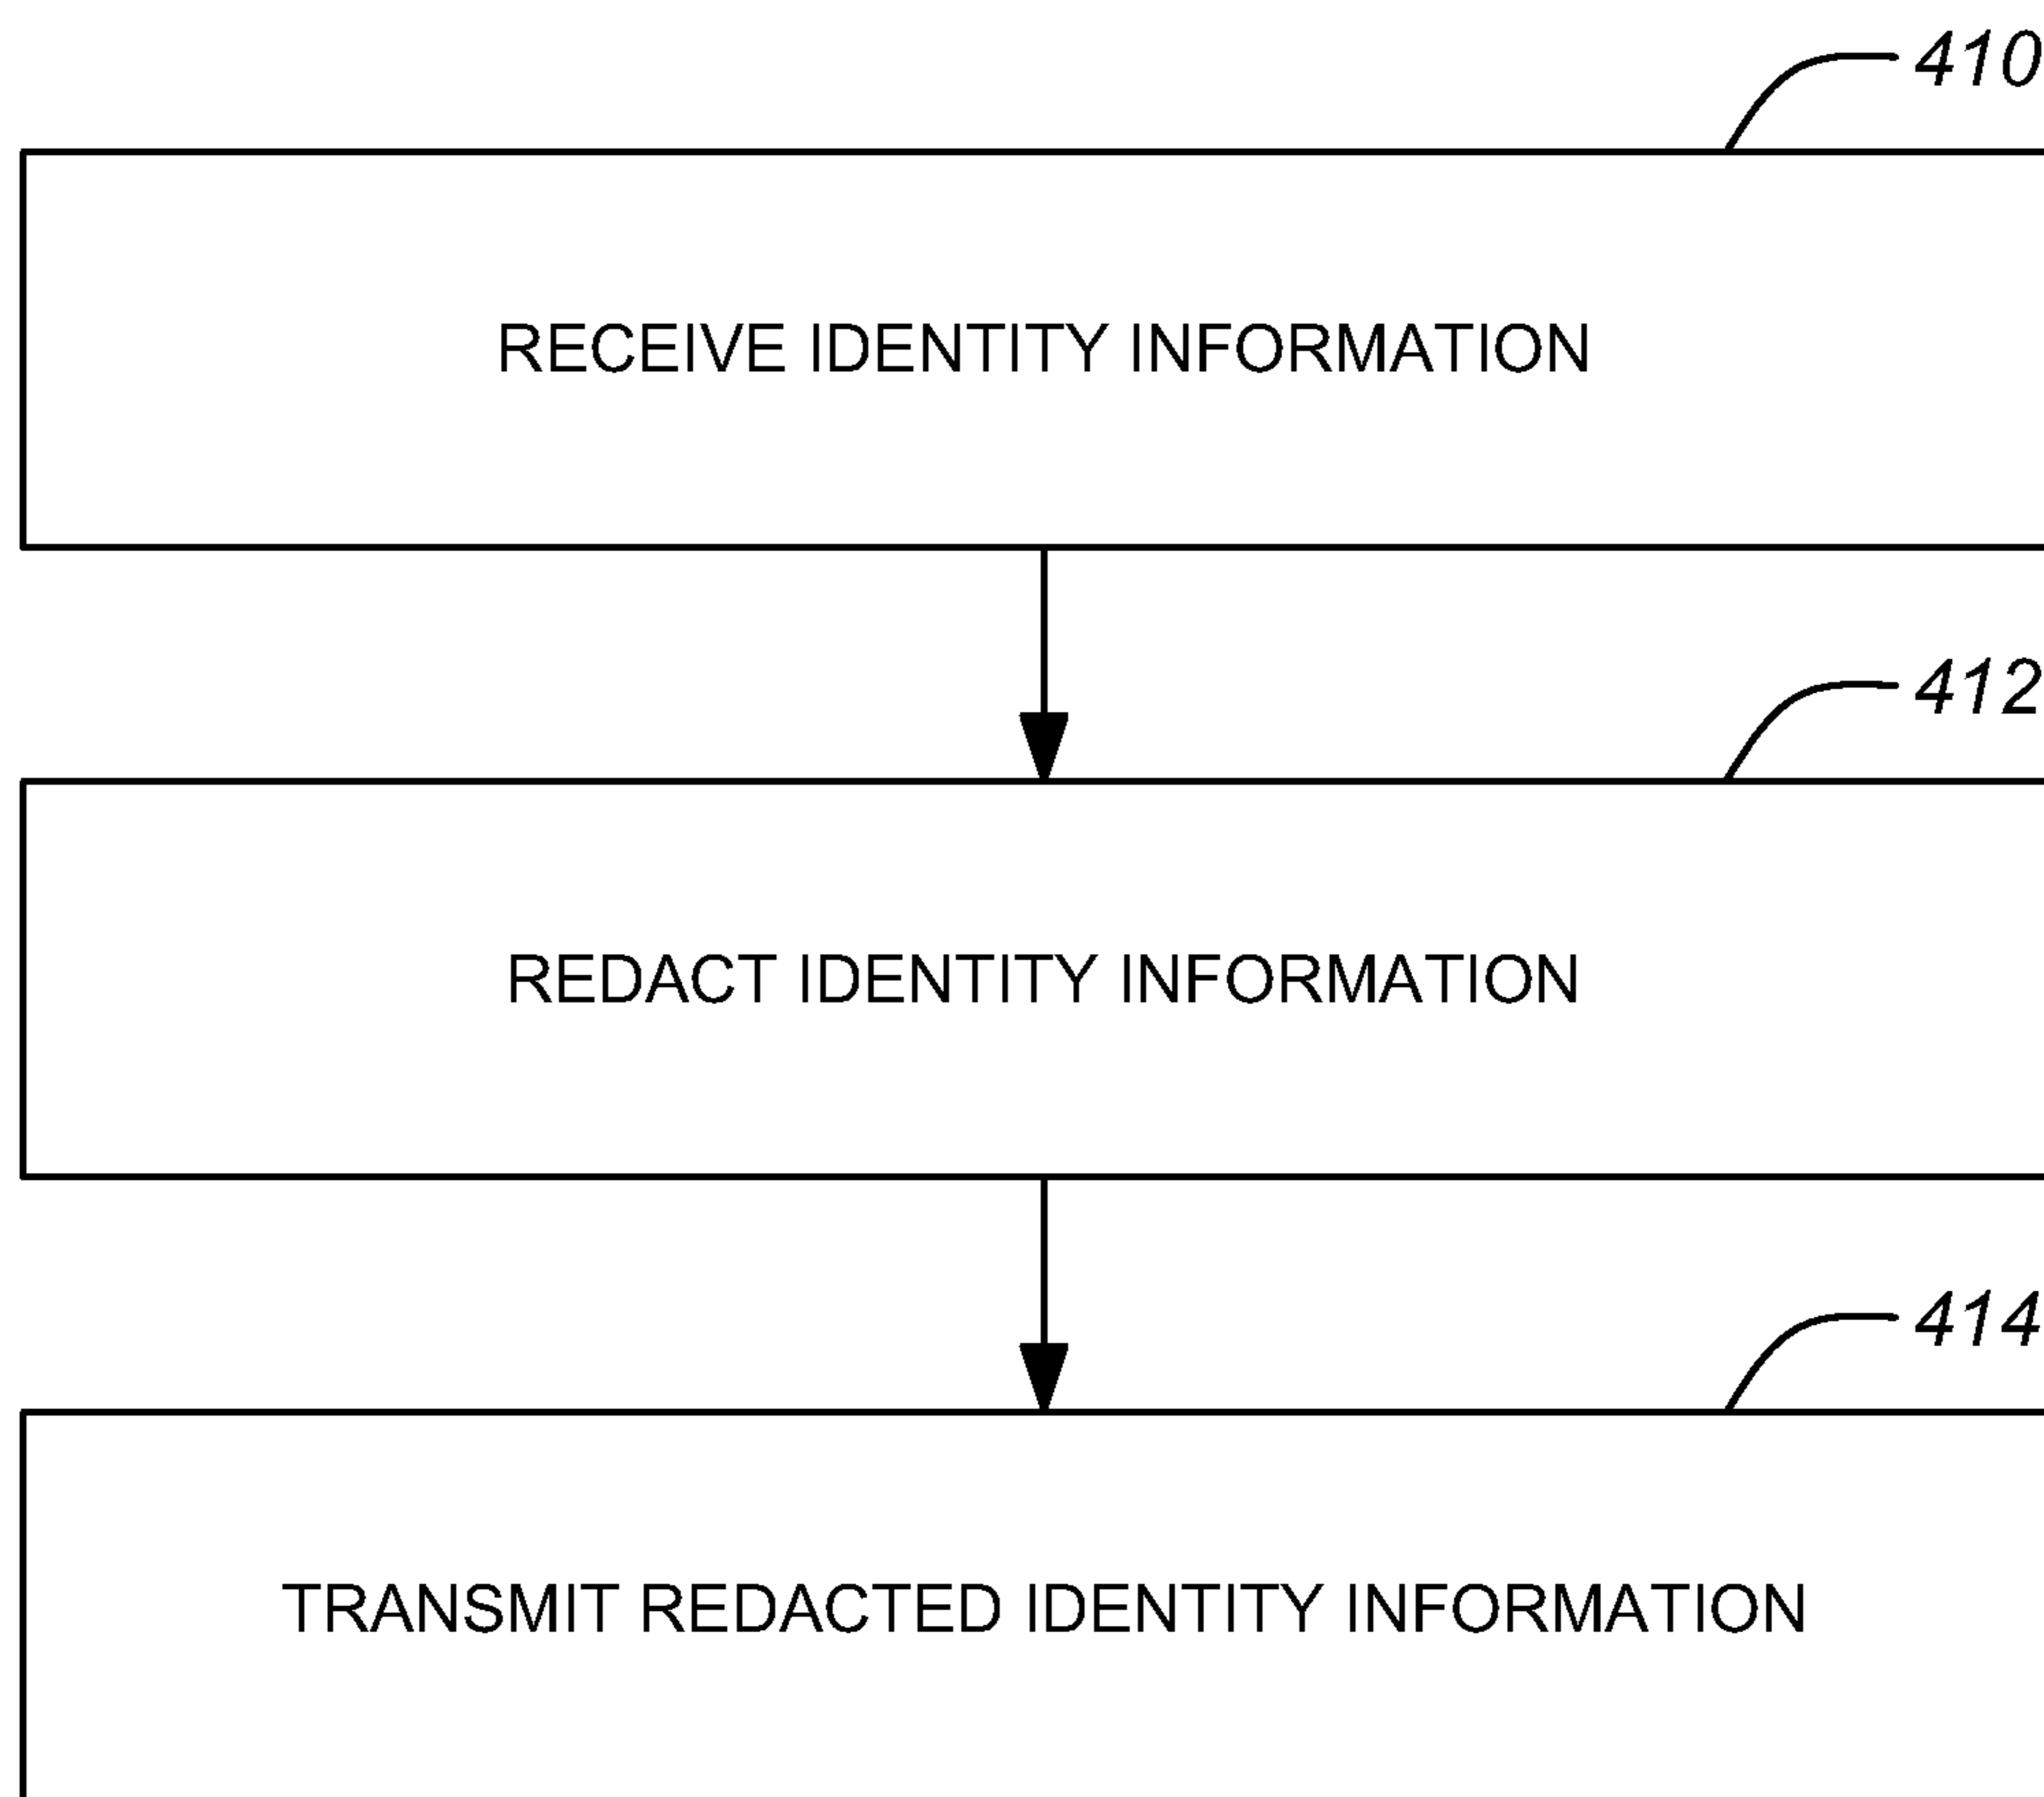 410
RECEIVE IDENTITY INFORMATION
412
REDACT IDENTITY INFORMATION
414
TRANSMIT REDACTED IDENTITY INFORMATION